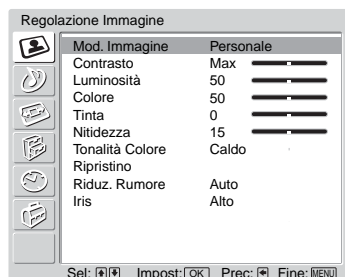 Regolazione Immagine
Mod. Immagine Personale
Contrasto Max
Luminosità 50
Colore 50
Tinta 0
Nitidezza 15
Tonalità Colore Caldo
Ripristino
Riduz. Rumore Auto
Iris Alto
Sel: Impost: OK Prec: Fine: MENU